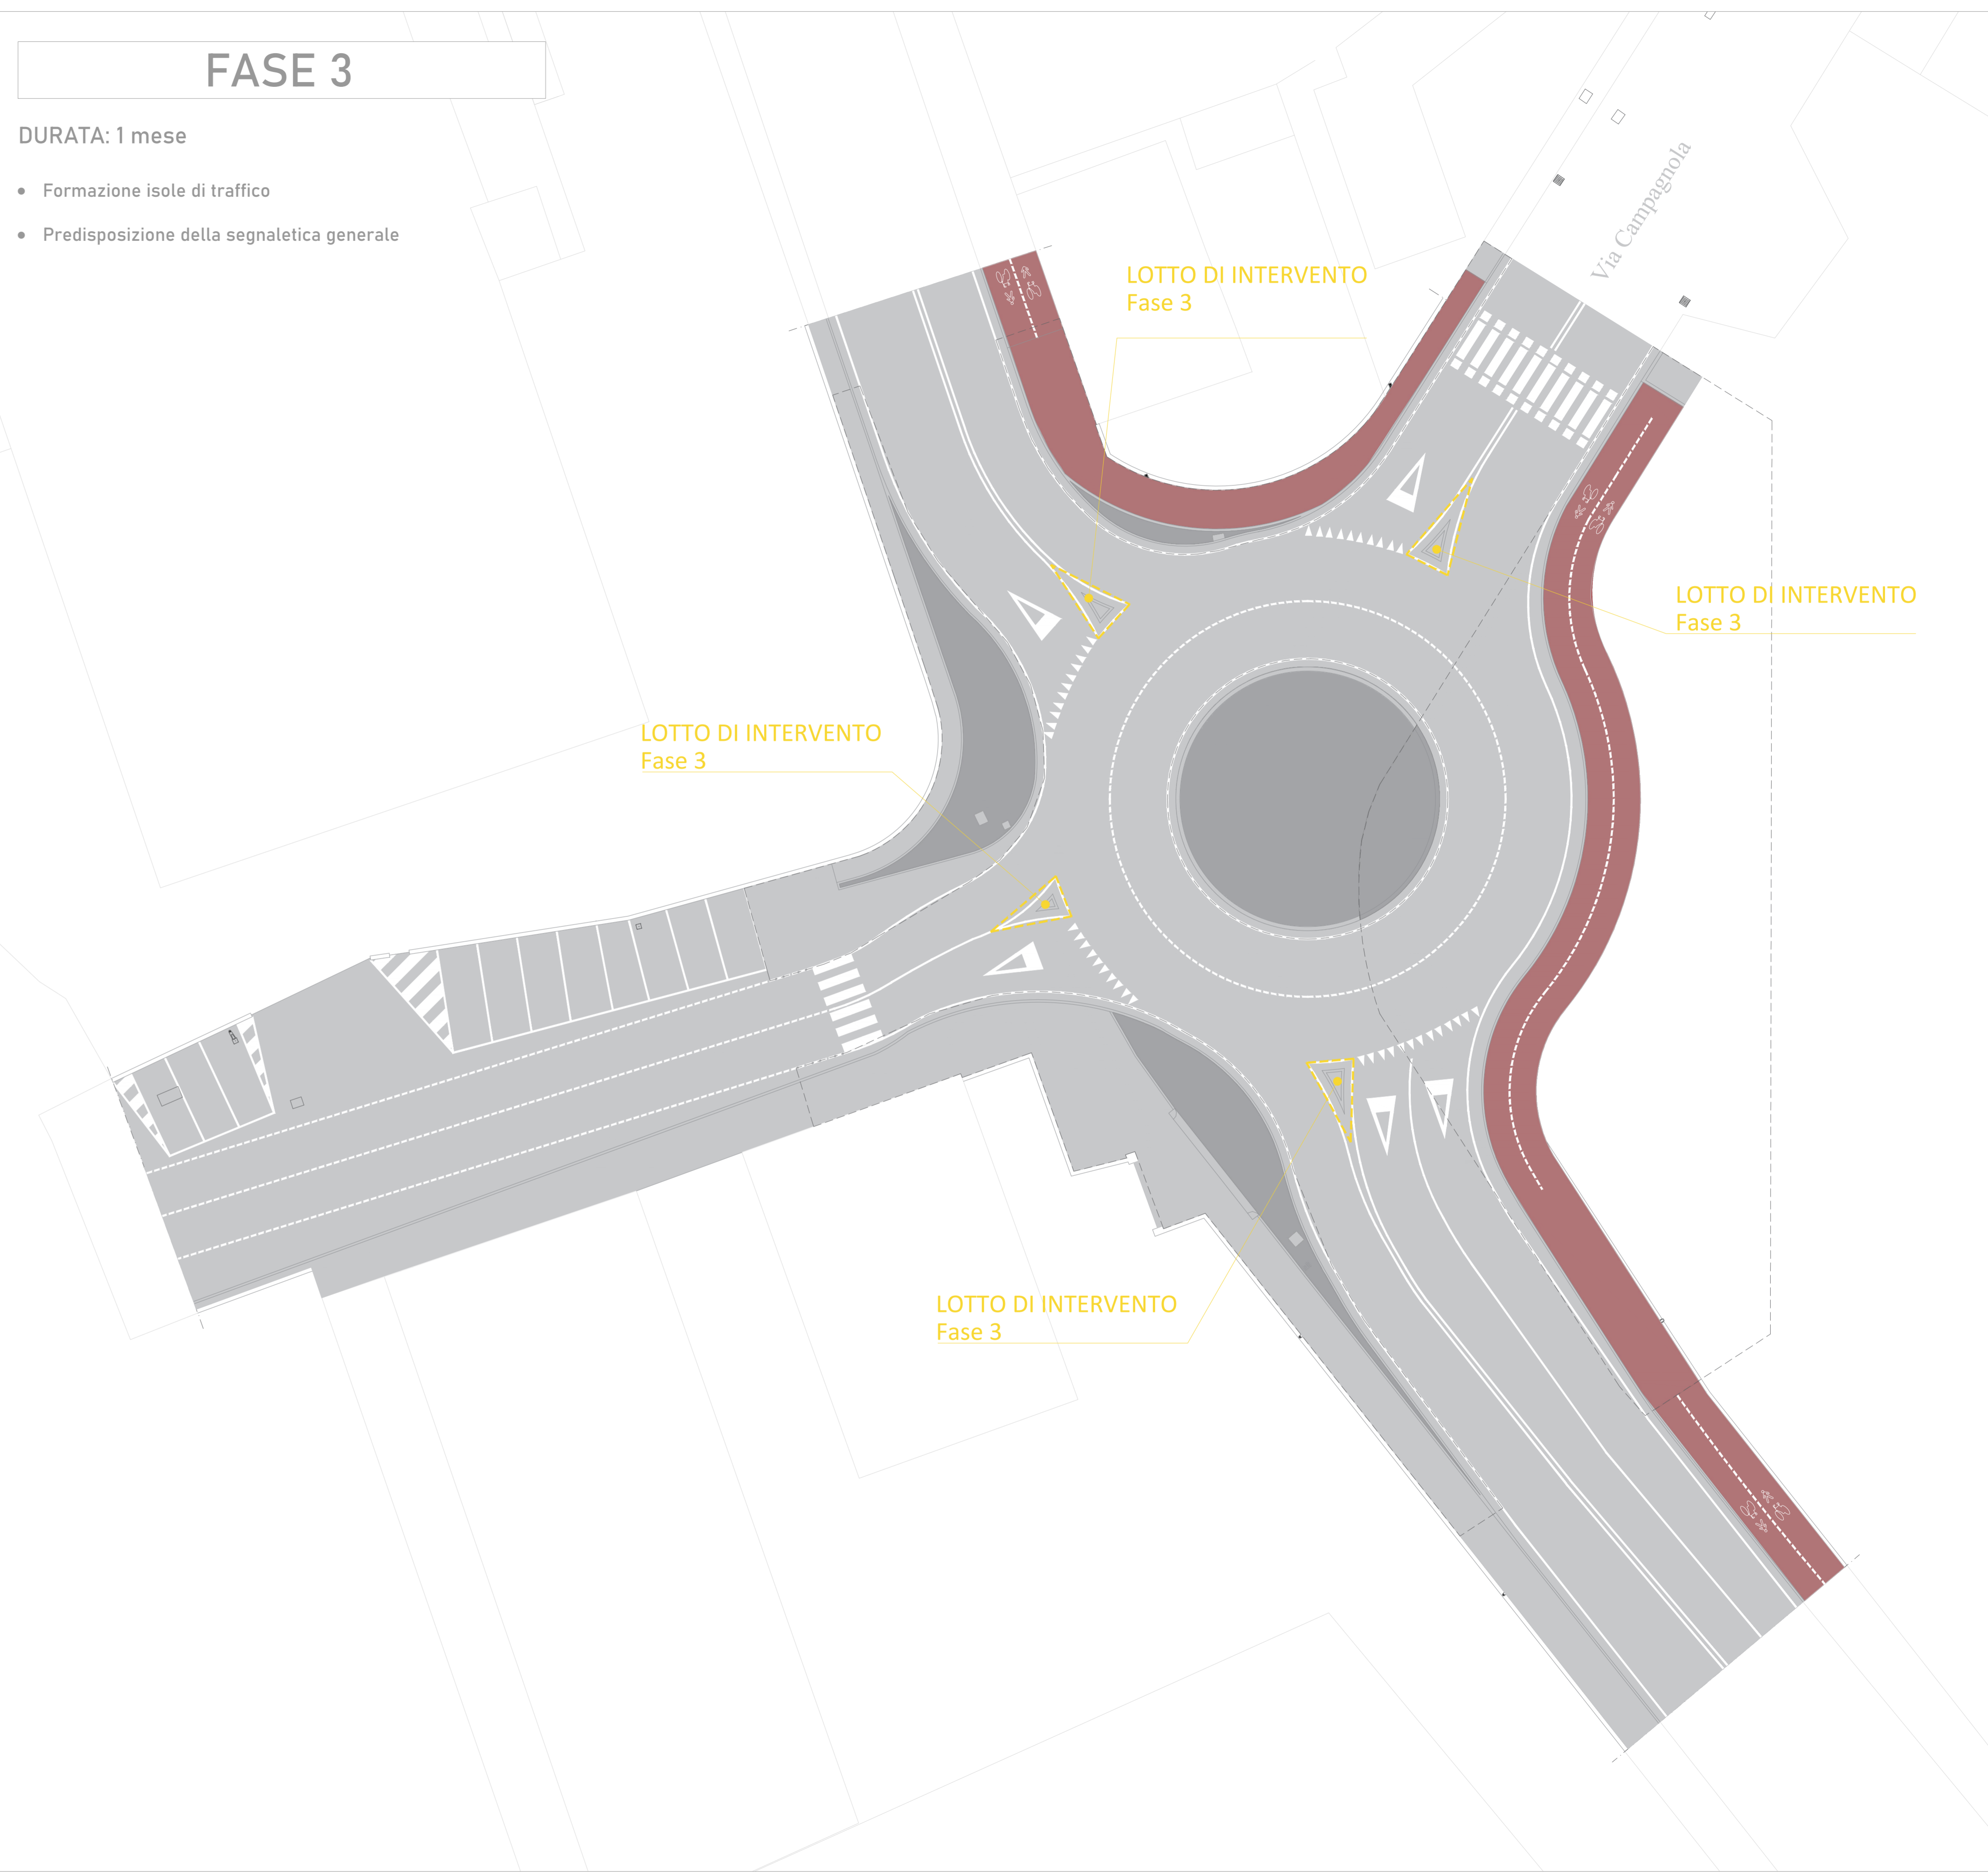 FASE 3
DURATA: 1 mese
• Formazione isole di traffico
• Predisposizione della segnaletica generale
Via Campagnola
LOTTO DI INTERVENTO
Fase 3
LOTTO DI INTERVENTO
Fase 3
LOTTO DI INTERVENTO
Fase 3
LOTTO DI INTERVENTO
Fase 3